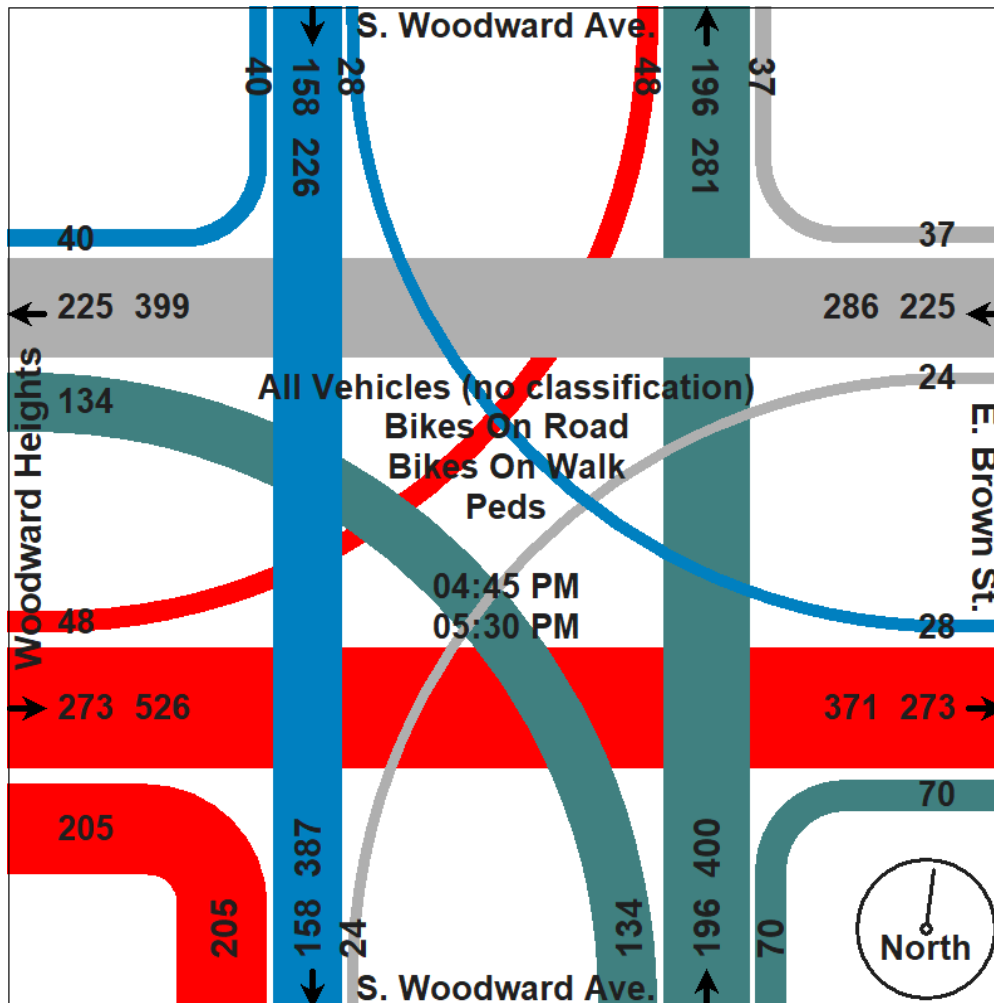 S. Woodward Ave.
40
158 226
28
48
196 281
37
40
37
225 399
286 225
134
24
All Vehicles (no classification)
Bikes On Road
Bikes On Walk
Peds
Woodward Heights
E. Brown St.
04:45 PM
05:30 PM
48
28
273 526
371 273
205
70
205
158 387
24
134
196 400
70
North
S. Woodward Ave.